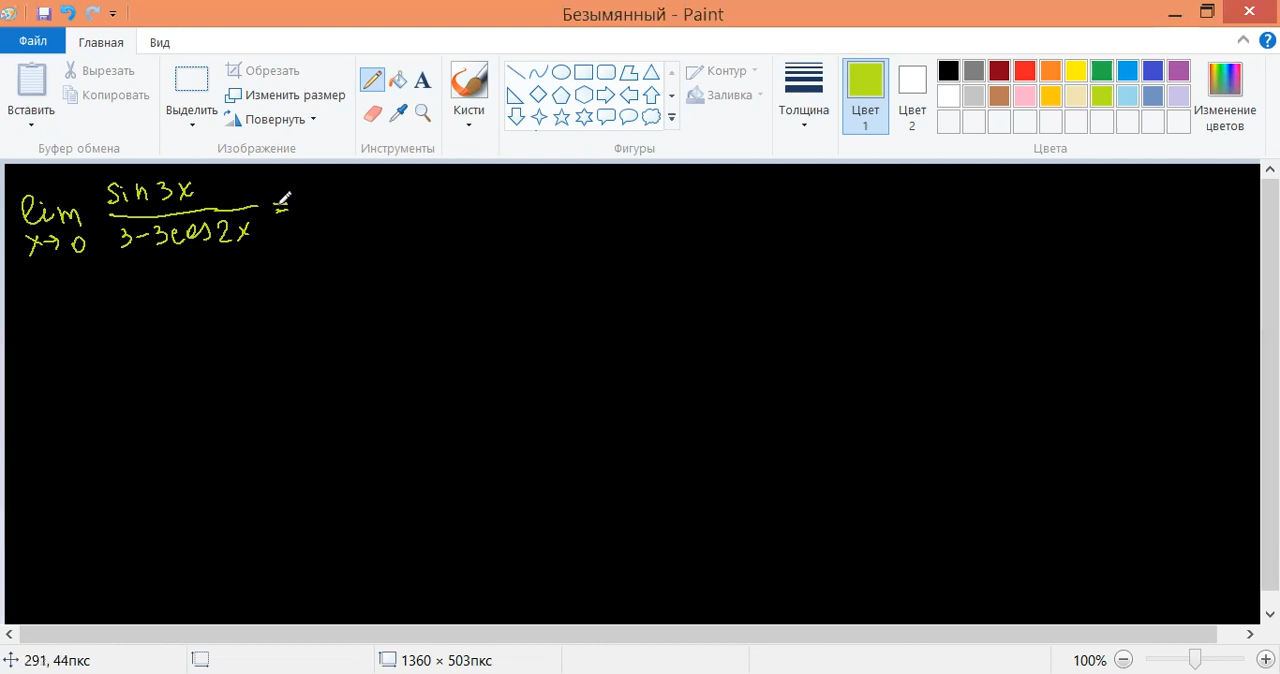 Безымянный - Paint
Файл Главная Вид
Вставить
Вырезать
Копировать
Буфер обмена
Выделить
Обрезать
Изменить размер
Повернуть
Изображение
A
Инструменты
Кисти
Фигуры
Контур
Заливка
Толщина
Цвет
1
Цвет
2
Изменение
цветов
Цвета
sin 3x
lim
x→0
3-3cos2x
=
291, 44пкс
1360 × 503пкс
100%